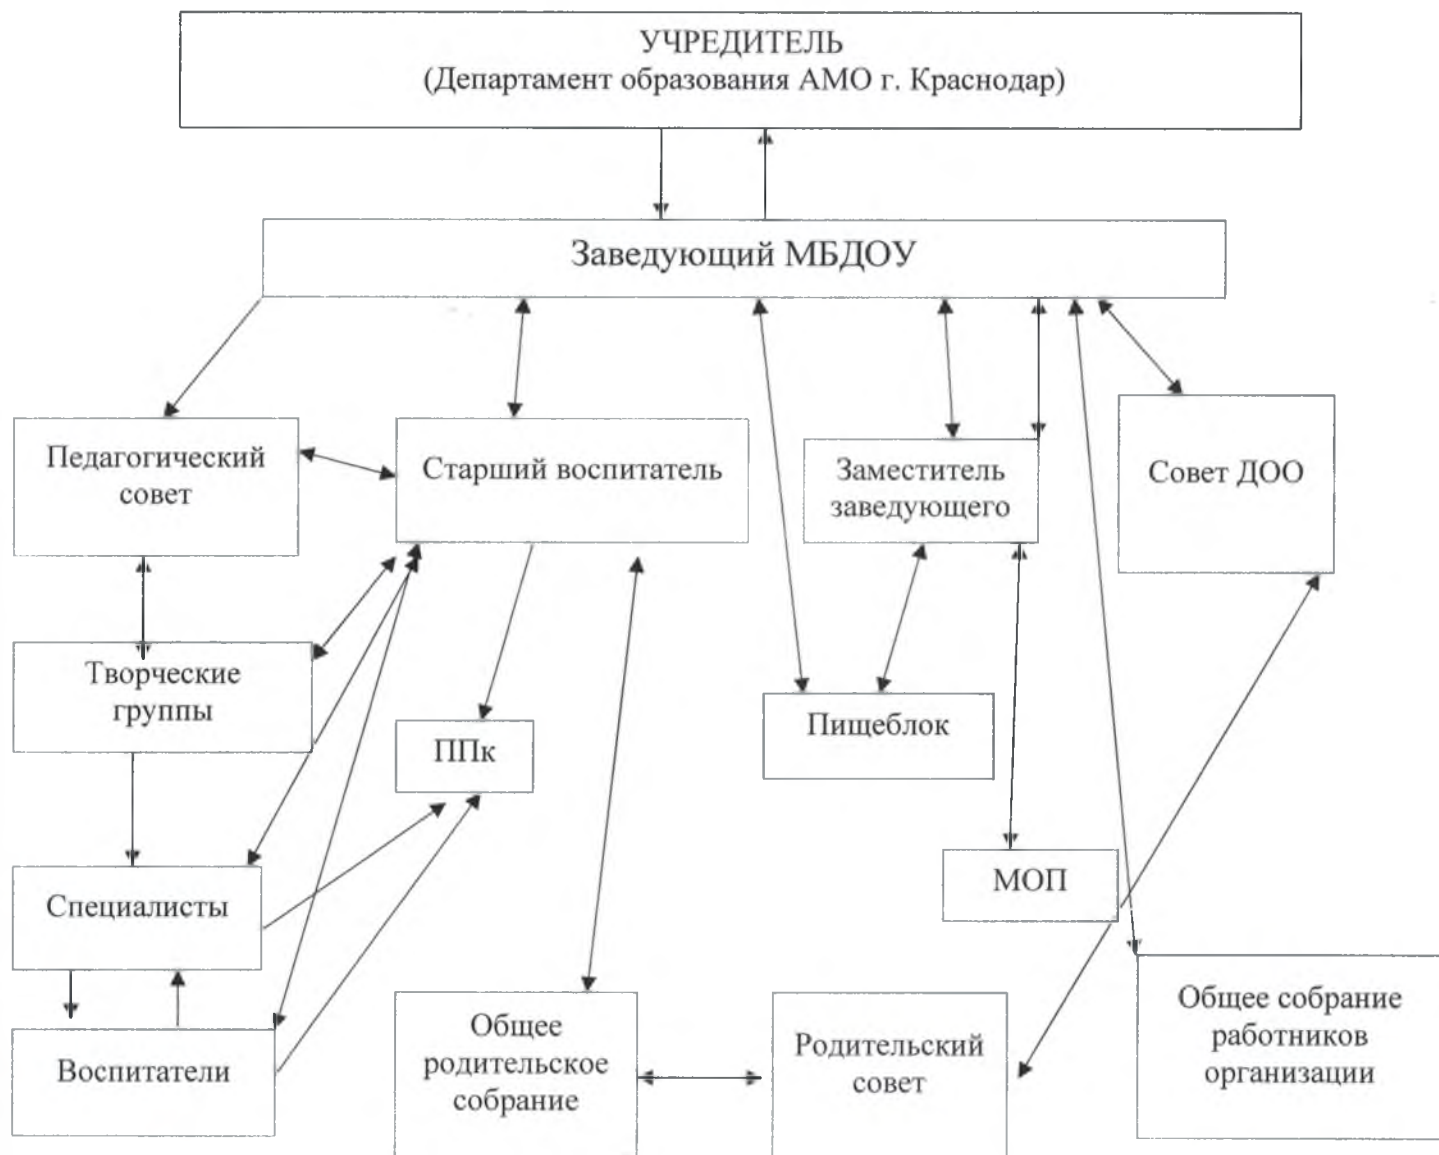 УЧРЕДИТЕЛЬ
(Департамент образования АМО г. Краснодар)
Заведующий МБДОУ
Педагогический
совет
Старший воспитатель
Заместитель
заведующего
Совет ДОО
Творческие
группы
ППк
Пищеблок
МОП
Специалисты
Воспитатели
Общее
родительское
собрание
Родительский
совет
Общее собрание
работников
организации